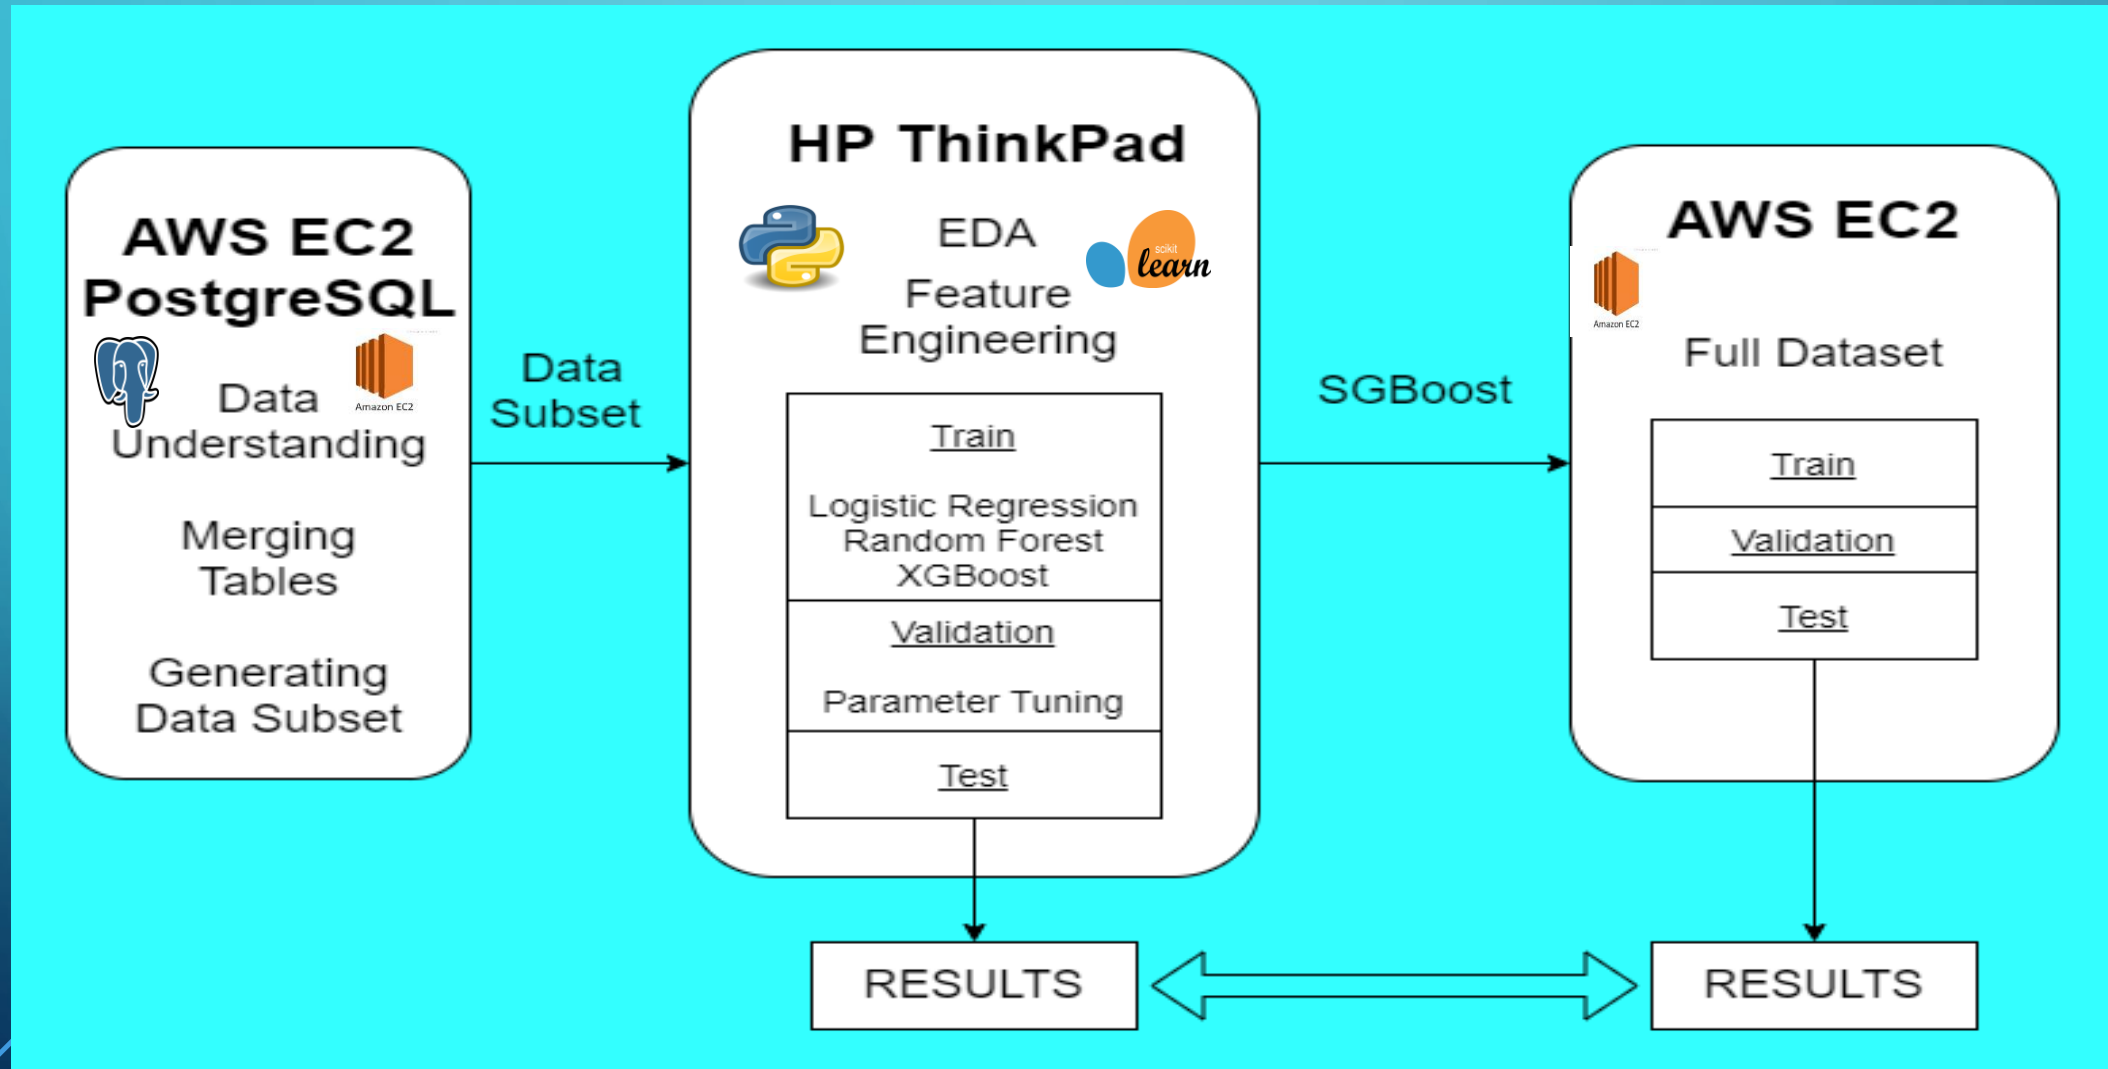 AWS EC2
PostgreSQL
Amazon EC2
Data
Understanding
Merging
Tables
Generating
Data Subset
Data
Subset
HP ThinkPad
EDA
scikit
learn
Feature
Engineering
Train
Logistic Regression
Random Forest
XGBoost
Validation
Parameter Tuning
Test
RESULTS
SGBoost
AWS EC2
Amazon EC2
Full Dataset
Train
Validation
Test
RESULTS